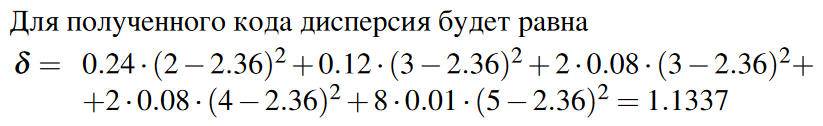 Для полученного кода дисперсия будет равна
δ = 0.24·(2−2.36)²+0.12·(3−2.36)²+2·0.08·(3−2.36)²+
+2·0.08·(4−2.36)²+8·0.01·(5−2.36)² = 1.1337